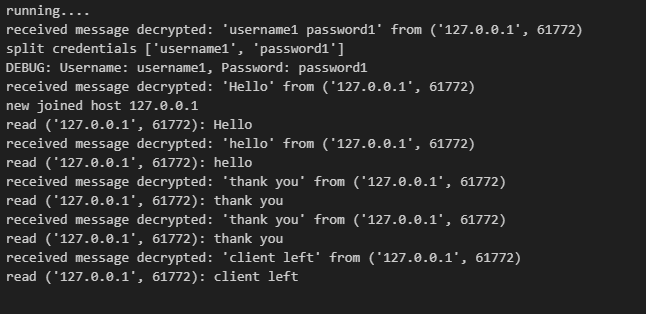 running....
received message decrypted: 'username1 password1' from ('127.0.0.1', 61772)
split credentials ['username1', 'password1']
DEBUG: Username: username1, Password: password1
received message decrypted: 'Hello' from ('127.0.0.1', 61772)
new joined host 127.0.0.1
read ('127.0.0.1', 61772): Hello
received message decrypted: 'hello' from ('127.0.0.1', 61772)
read ('127.0.0.1', 61772): hello
received message decrypted: 'thank you' from ('127.0.0.1', 61772)
read ('127.0.0.1', 61772): thank you
received message decrypted: 'thank you' from ('127.0.0.1', 61772)
read ('127.0.0.1', 61772): thank you
received message decrypted: 'client left' from ('127.0.0.1', 61772)
read ('127.0.0.1', 61772): client left